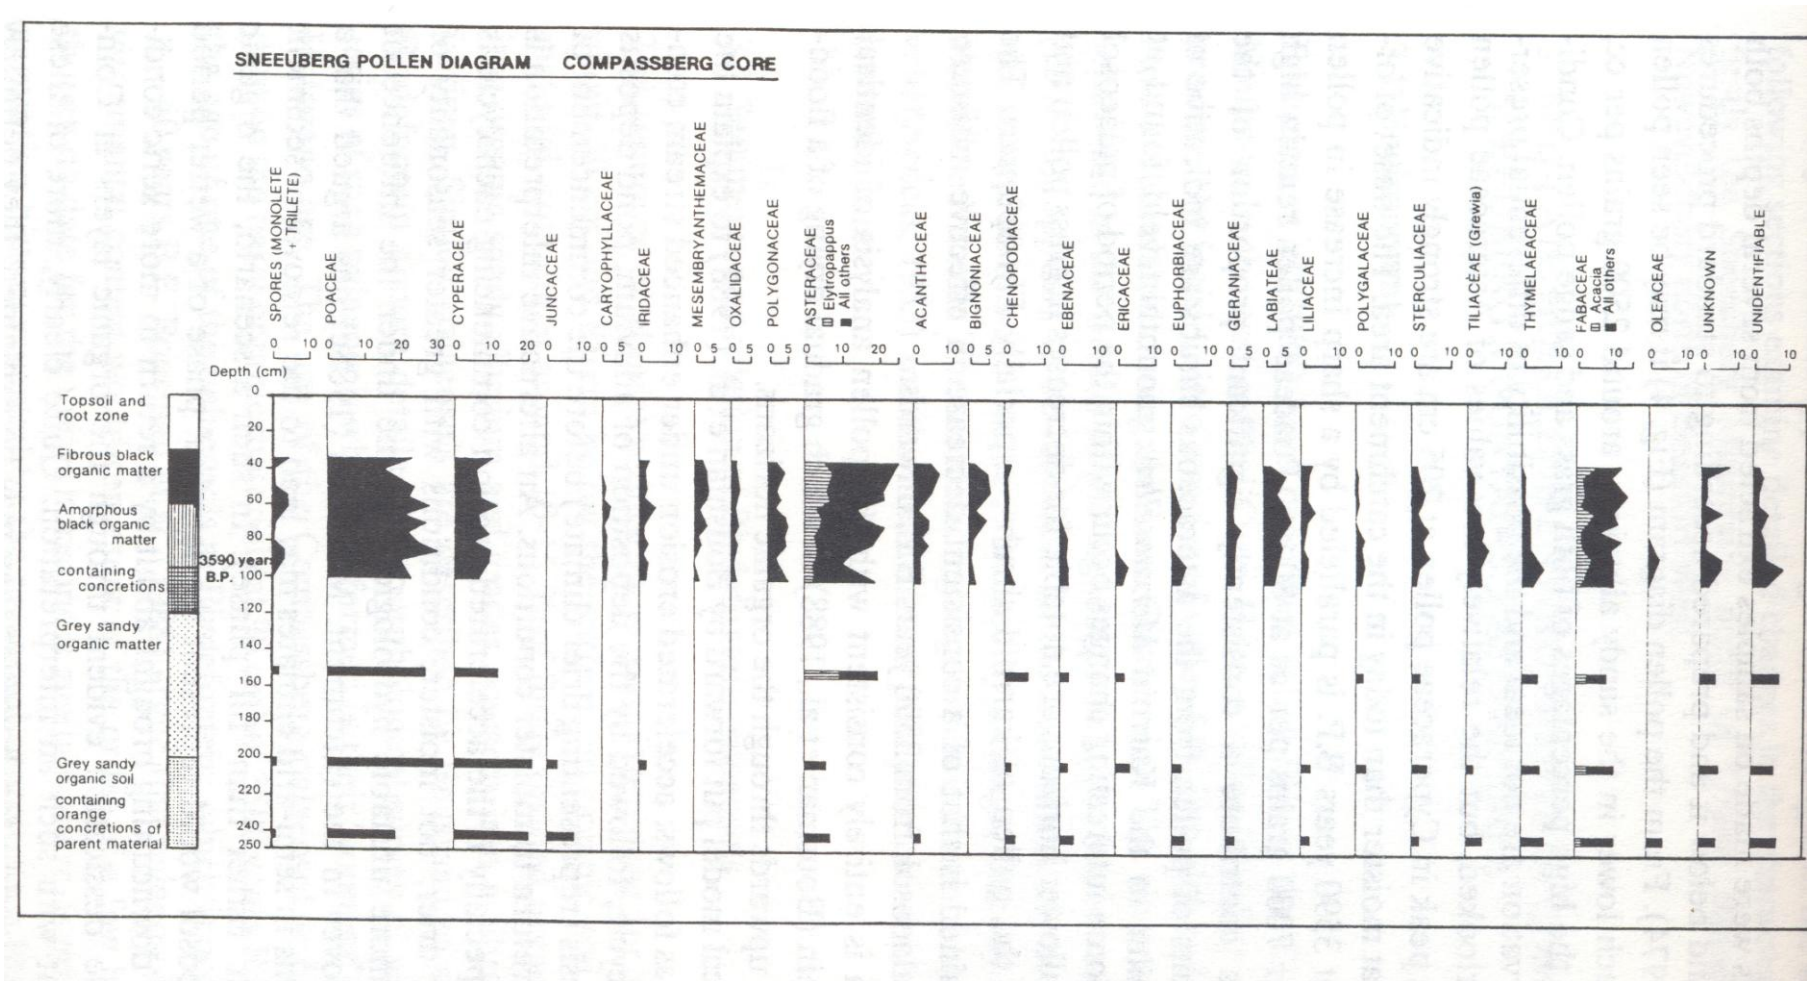 SNEEUBERG POLLEN DIAGRAM COMPASSBERG CORE
SPORES (MONOLETE
+ TRILETE)
POACEAE
CYPERACEAE
JUNCACEAE
CARYOPHYLLACEAE
IRIDACEAE
MESEMBRYANTHEMACEAE
OXALIDACEAE
POLYGONACEAE
ASTERACEAE
Elytropappus
All others
ACANTHACEAE
BIGNONIACEAE
CHENOPODIACEAE
EBENACEAE
ERICACEAE
EUPHORBIACEAE
GERANIACEAE
LABIATEAE
LILIACEAE
POLYGALACEAE
STERCULIACEAE
TILIACEAE (Grewia)
THYMELAEACEAE
FABACEAE
Acacia
All others
OLEACEAE
UNKNOWN
UNIDENTIFIABLE
0 10 0 10 20 30 0 10 0 10 0 5 0 10 0 5 0 5 0 5 0 10 20 0 10 0 5 0 10 0 10 0 10 0 10 0 5 0 5 0 10 0 10 0 10 0 10 0 10 0 10 0 10 0 10 0 10
Depth (cm)
0
20
40
60
80
100
120
140
160
180
200
220
240
250
Topsoil and
root zone
Fibrous black
organic matter
Amorphous
black organic
matter
3590 years
B.P.
containing
concretions
Grey sandy
organic matter
Grey sandy
organic soil
containing
orange
concretions of
parent material